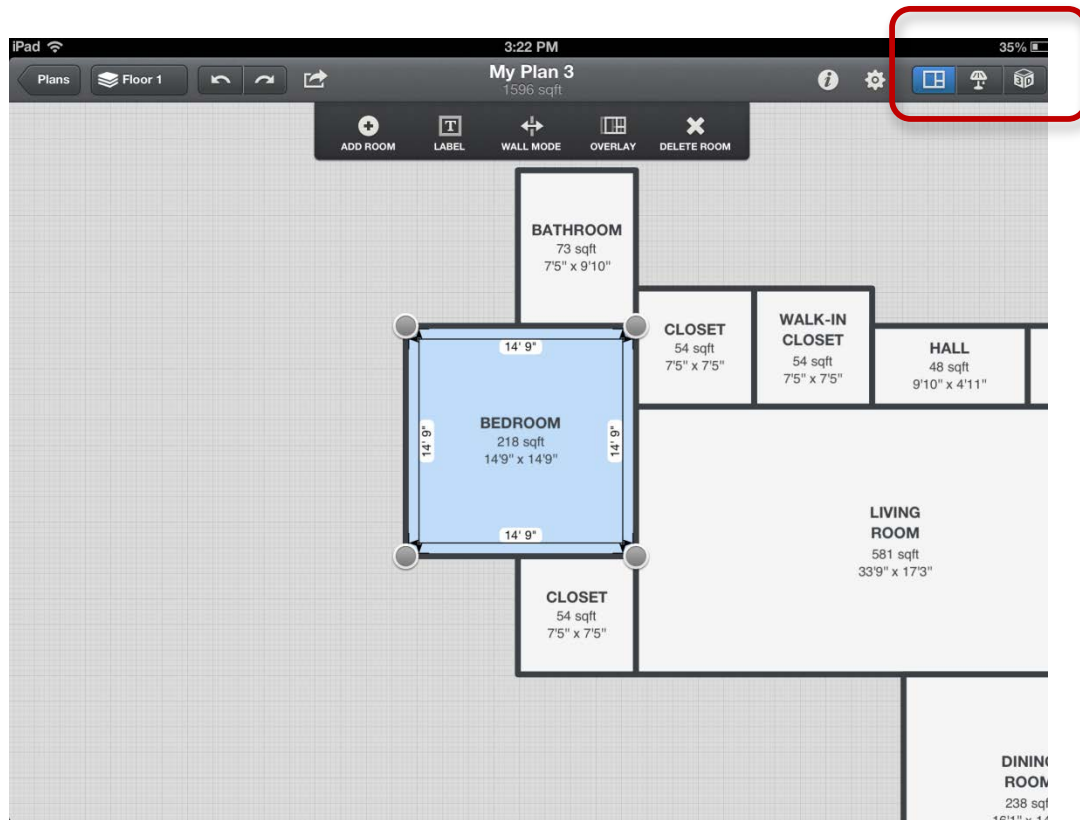 iPad 3:22 PM 35%
Plans Floor 1 My Plan 3 3D
1596 sqft
ADD ROOM LABEL WALL MODE OVERLAY DELETE ROOM
BATHROOM
73 sqft
7'5" x 9'10"
CLOSET
54 sqft
7'5" x 7'5"
WALK-IN
CLOSET
54 sqft
7'5" x 7'5"
HALL
48 sqft
9'10" x 4'11"
14' 9"
14' 9"
BEDROOM
218 sqft
14'9" x 14'9"
14' 9"
14' 9"
LIVING
ROOM
581 sqft
33'9" x 17'3"
CLOSET
54 sqft
7'5" x 7'5"
DINING
ROOM
238 sqf